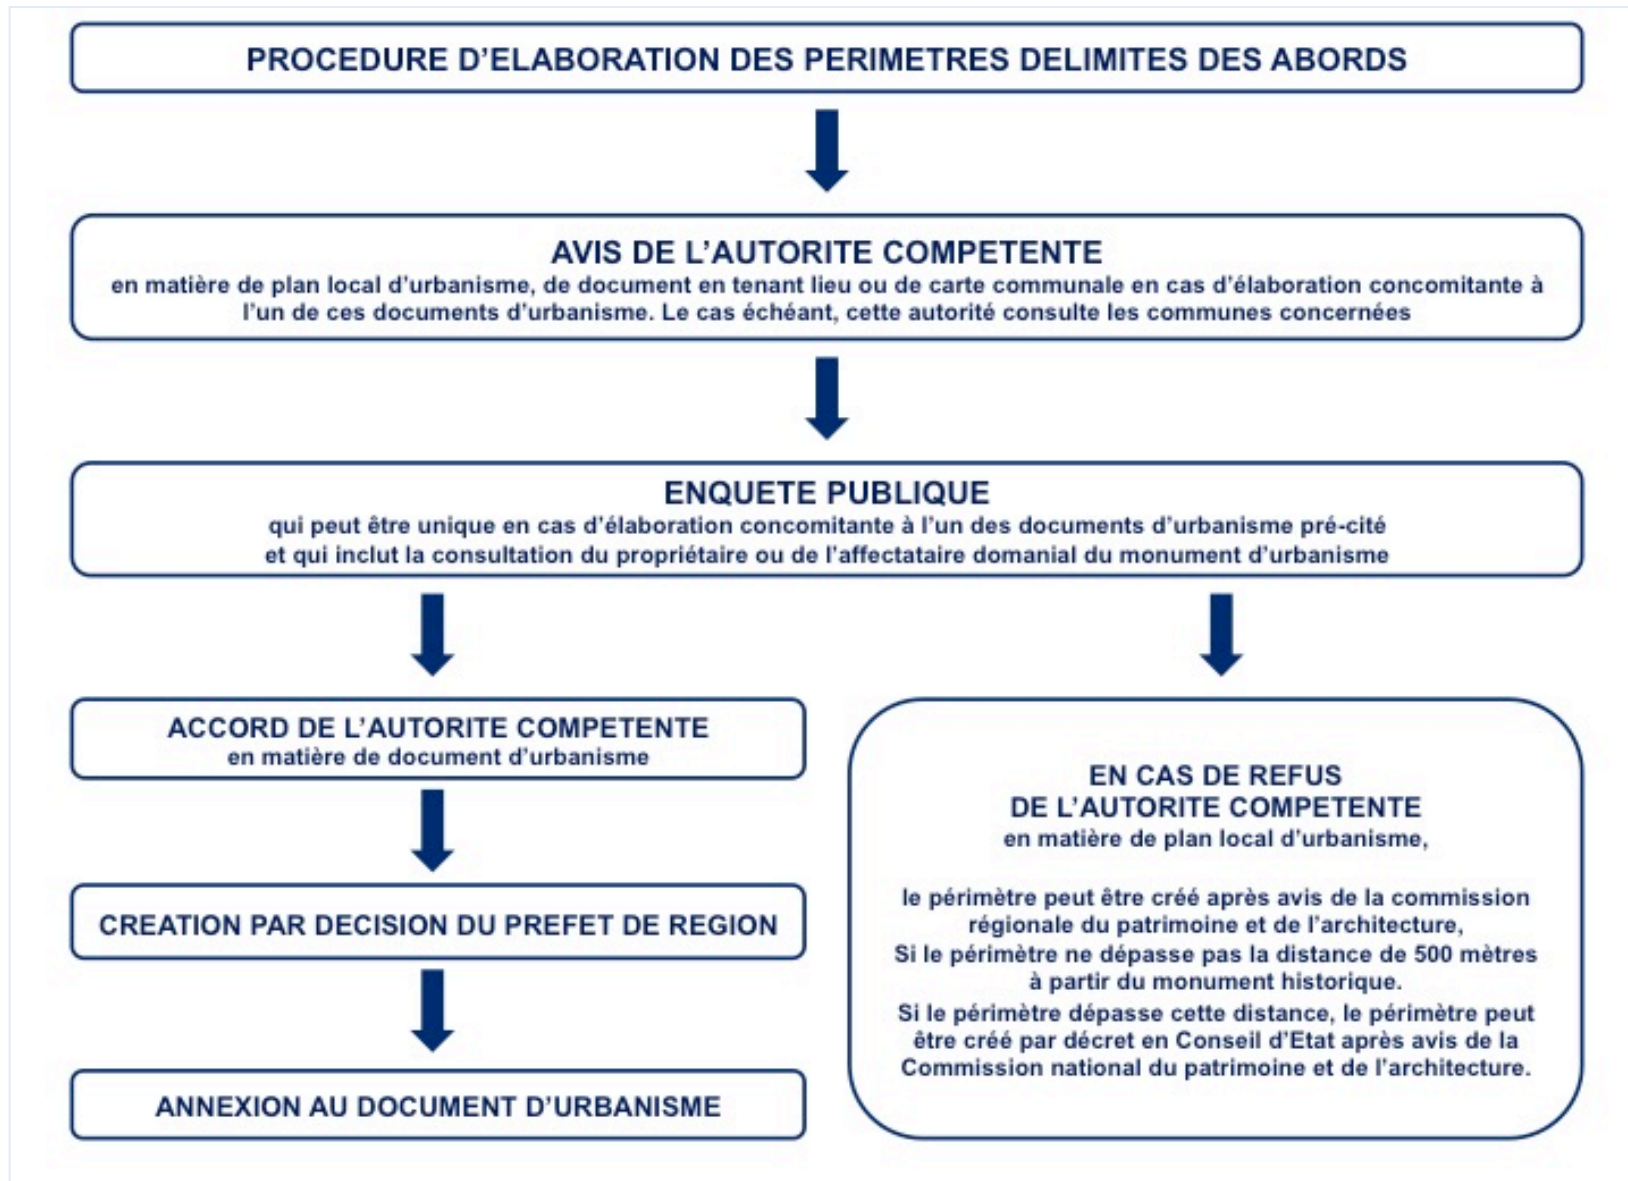 PROCEDURE D'ELABORATION DES PERIMETRES DELIMITES DES ABORDS
AVIS DE L'AUTORITE COMPETENTE
en matière de plan local d'urbanisme, de document en tenant lieu ou de carte communale en cas d'élaboration concomitante à
l'un de ces documents d'urbanisme. Le cas échéant, cette autorité consulte les communes concernées
ENQUETE PUBLIQUE
qui peut être unique en cas d'élaboration concomitante à l'un des documents d'urbanisme pré-cité
et qui inclut la consultation du propriétaire ou de l'affectataire domanial du monument d'urbanisme
ACCORD DE L'AUTORITE COMPETENTE
en matière de document d'urbanisme
CREATION PAR DECISION DU PREFET DE REGION
ANNEXION AU DOCUMENT D'URBANISME
EN CAS DE REFUS
DE L'AUTORITE COMPETENTE
en matière de plan local d'urbanisme,
le périmètre peut être créé après avis de la commission
régionale du patrimoine et de l'architecture,
Si le périmètre ne dépasse pas la distance de 500 mètres
à partir du monument historique.
Si le périmètre dépasse cette distance, le périmètre peut
être créé par décret en Conseil d'Etat après avis de la
Commission national du patrimoine et de l'architecture.